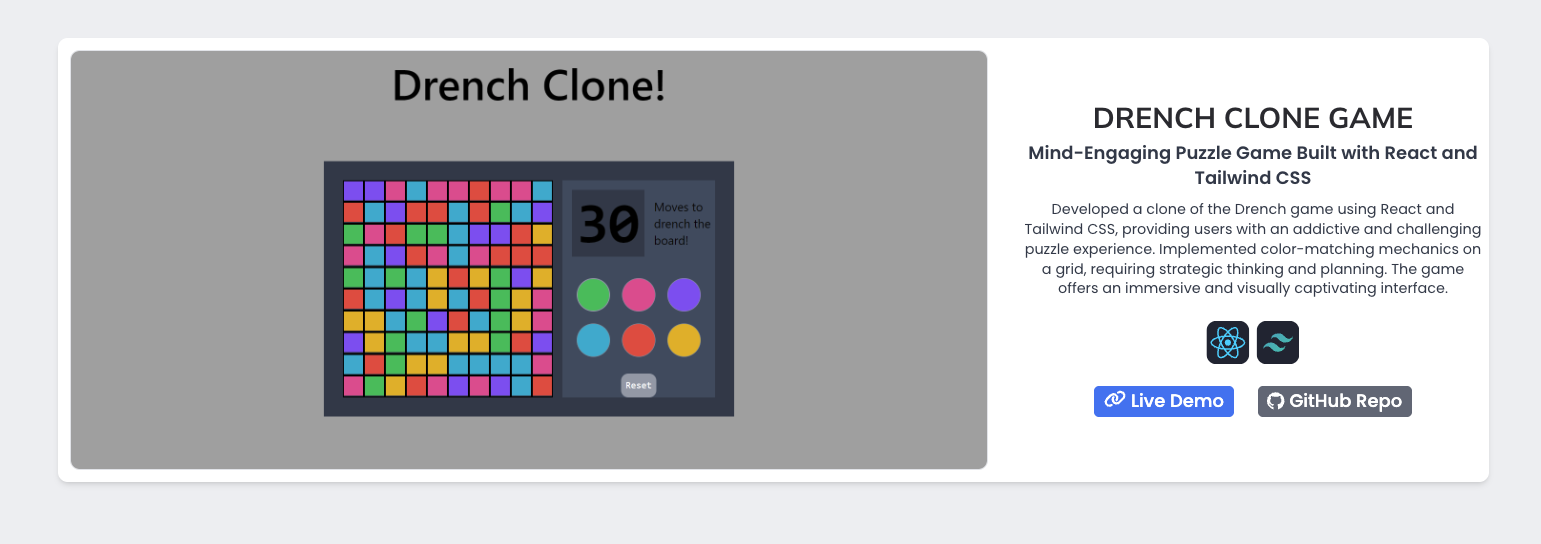 Drench Clone!
30
Moves to
drench the
board!
Reset
DRENCH CLONE GAME
Mind-Engaging Puzzle Game Built with React and
Tailwind CSS
Developed a clone of the Drench game using React and
Tailwind CSS, providing users with an addictive and challenging
puzzle experience. Implemented color-matching mechanics on
a grid, requiring strategic thinking and planning. The game
offers an immersive and visually captivating interface.
Live Demo
GitHub Repo